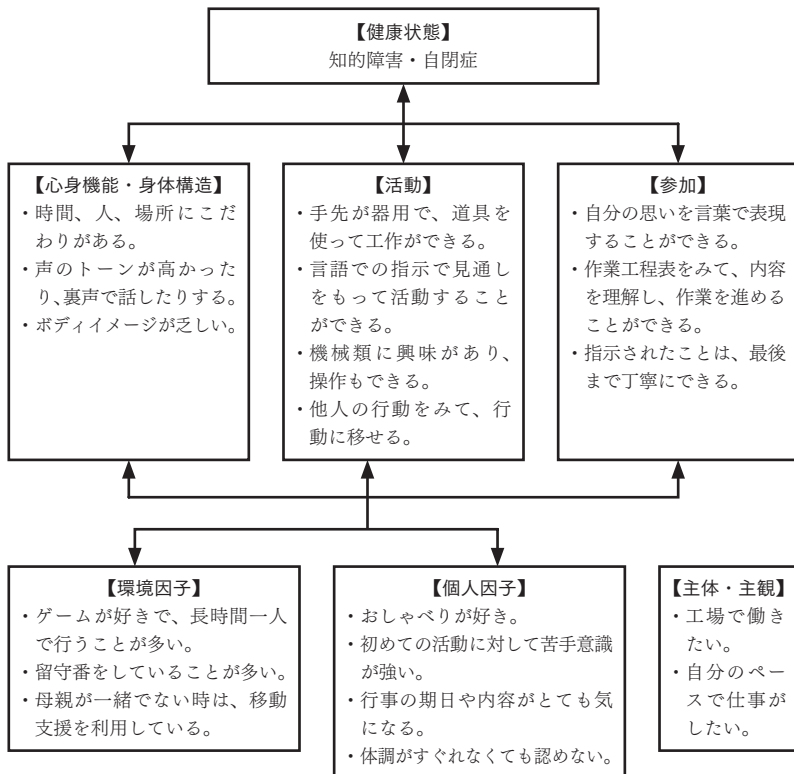 【健康状態】
知的障害・自閉症
【心身機能・身体構造】
・時間、人、場所にこだ
わりがある。
・声のトーンが高かった
り、裏声で話したりする。
・ボディイメージが乏しい。
【活動】
・手先が器用で、道具を
使って工作ができる。
・言語での指示で見通し
をもって活動すること
ができる。
・機械類に興味があり、
操作もできる。
・他人の行動をみて、行
動に移せる。
【参加】
・自分の思いを言葉で表現
することができる。
・作業工程表をみて、内容
を理解し、作業を進める
ことができる。
・指示されたことは、最後
まで丁寧にできる。
【環境因子】
・ゲームが好きで、長時間一人
で行うことが多い。
・留守番をしていることが多い。
・母親が一緒でない時は、移動
支援を利用している。
【個人因子】
・おしゃべりが好き。
・初めての活動に対して苦手意識
が強い。
・行事の期日や内容がとても気
になる。
・体調がすぐれなくても認めない。
【主体・主観】
・工場で働き
たい。
・自分のペー
スで仕事が
したい。